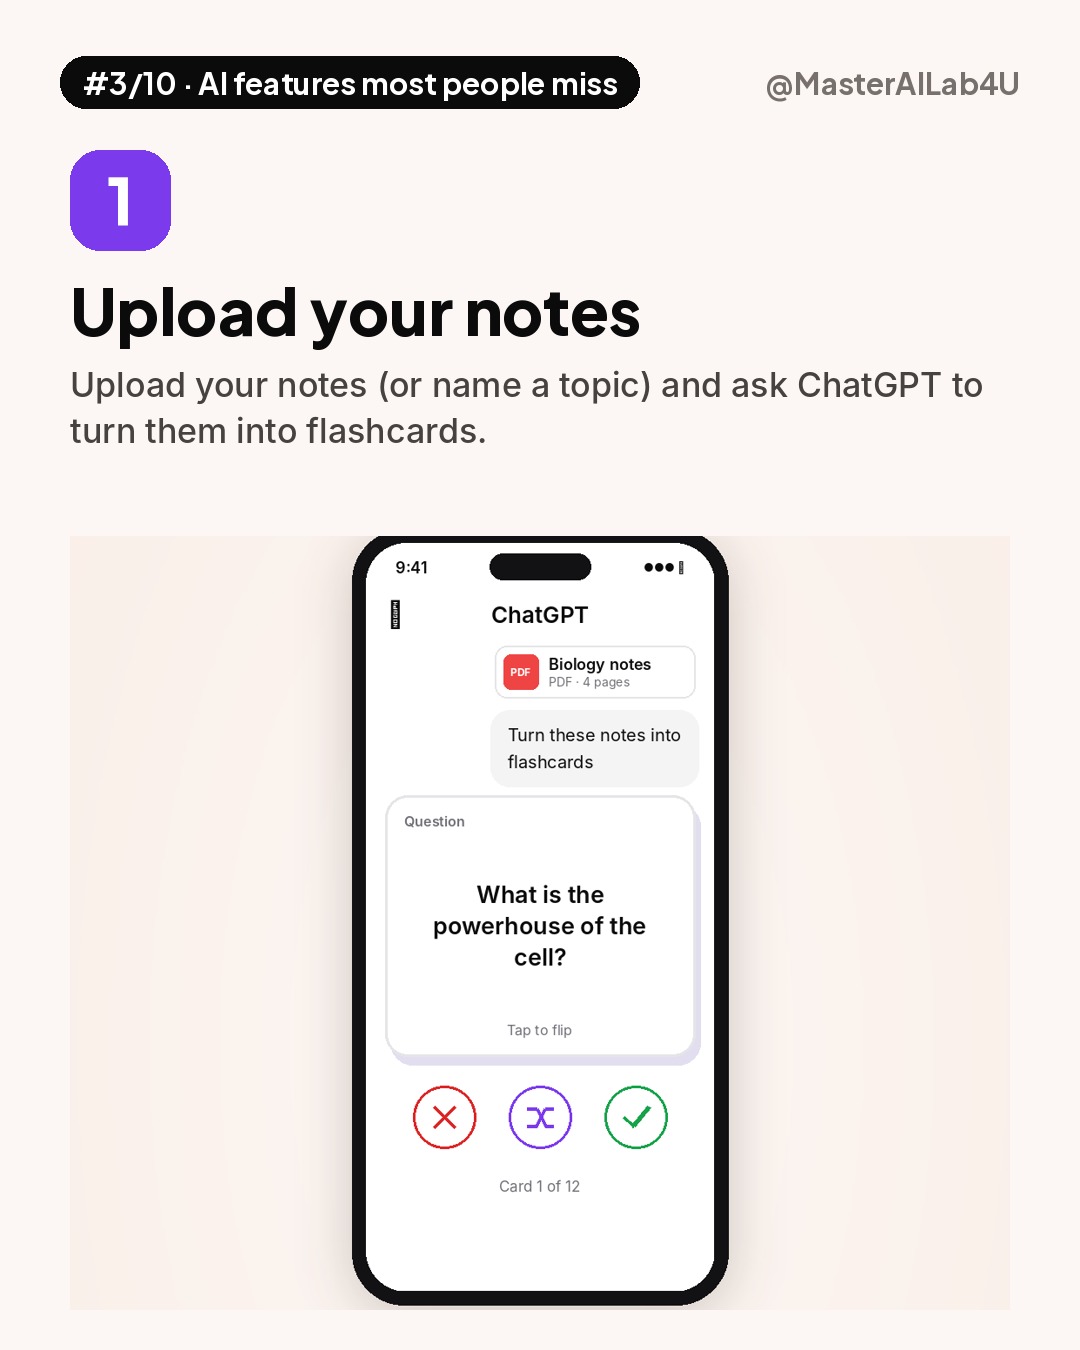 #3/10 · AI features most people miss
@MasterAILab4U
1
Upload your notes
Upload your notes (or name a topic) and ask ChatGPT to
turn them into flashcards.
9:41
ChatGPT
PDF
Biology notes
PDF · 4 pages
Turn these notes into
flashcards
Question
What is the
powerhouse of the
cell?
Tap to flip
Card 1 of 12